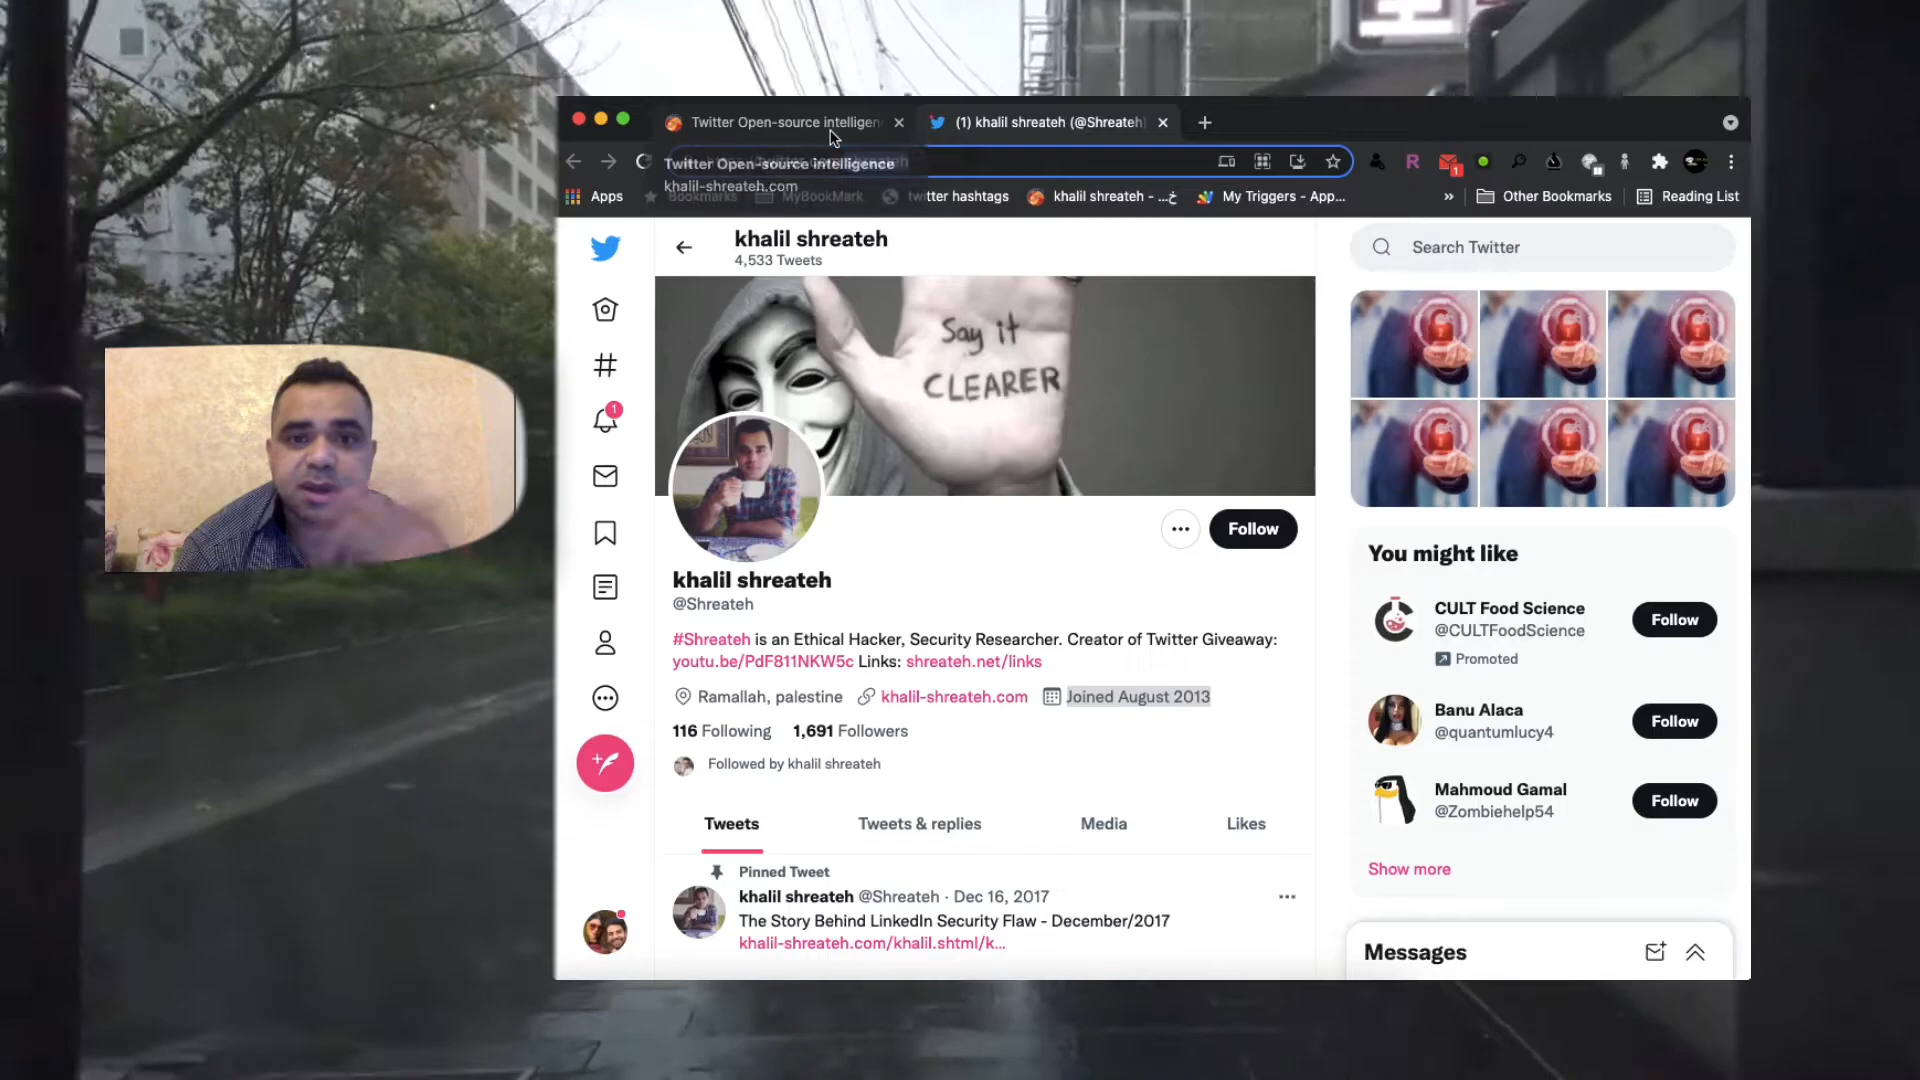 Twitter Open-source intelligen
(1) khalil shreateh (@Shreateh)
Twitter Open-source intelligence
khalil-shreateh.com
Apps
Bookmarks
MyBookMark
twitter hashtags
khalil shreateh - ...خ
My Triggers - App...
»
Other Bookmarks
Reading List
R
1
khalil shreateh
4,533 Tweets
Search Twitter
Say it
CLEARER
1
Follow
khalil shreateh
@Shreateh
#Shreateh is an Ethical Hacker, Security Researcher. Creator of Twitter Giveaway:
youtu.be/PdF811NKW5c Links: shreateh.net/links
Ramallah, palestine khalil-shreateh.com Joined August 2013
116 Following 1,691 Followers
Followed by khalil shreateh
Tweets Tweets & replies Media Likes
Pinned Tweet
khalil shreateh @Shreateh · Dec 16, 2017
The Story Behind LinkedIn Security Flaw - December/2017
khalil-shreateh.com/khalil.shtml/k...
You might like
CULT Food Science
@CULTFoodScience
Promoted
Follow
Banu Alaca
@quantumlucy4
Follow
Mahmoud Gamal
@Zombiehelp54
Follow
Show more
Messages